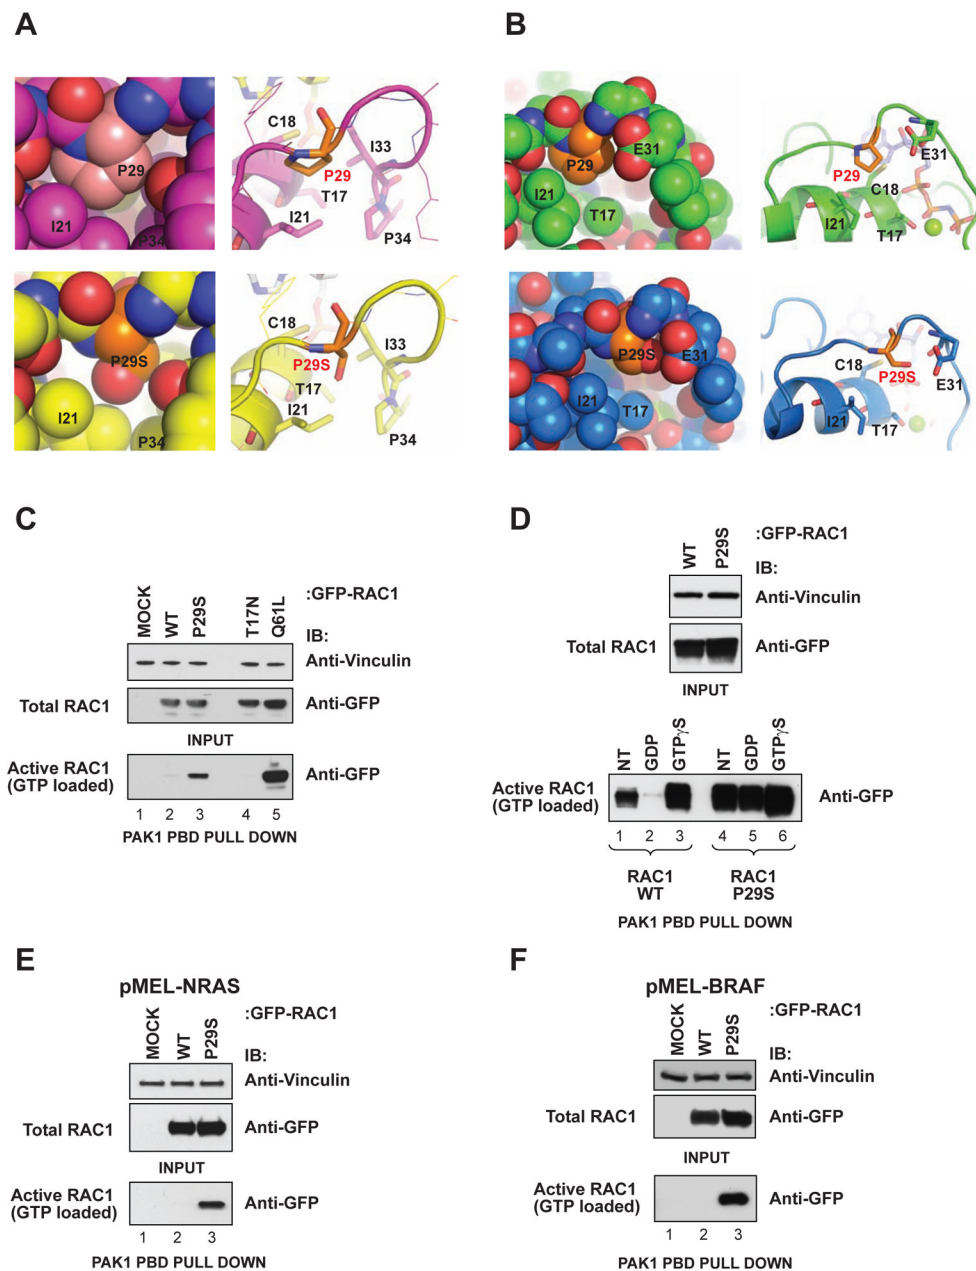 A
P29
I21
P34
C18
I33
P29
T17
I21
P34
I21
P29S
P34
C18
I33
P29S
T17
I21
P34
B
P29
E31
I21
T17
P29
E31
C18
I21
T17
P29S
E31
I21
T17
C18
P29S
E31
I21
T17
C
MOCK
WT
P29S
T17N
Q61L
:GFP-RAC1
IB:
Anti-Vinculin
Total RAC1
Anti-GFP
INPUT
Active RAC1
(GTP loaded)
Anti-GFP
1 2 3 4 5
PAK1 PBD PULL DOWN
D
WT
P29S
:GFP-RAC1
IB:
Anti-Vinculin
Total RAC1
Anti-GFP
INPUT
NT
GDP
GTPγS
NT
GDP
GTPγS
Active RAC1
(GTP loaded)
Anti-GFP
1 2 3 4 5 6
RAC1
WT
RAC1
P29S
PAK1 PBD PULL DOWN
E
pMEL-NRAS
MOCK
WT
P29S
:GFP-RAC1
IB:
Anti-Vinculin
Total RAC1
Anti-GFP
INPUT
Active RAC1
(GTP loaded)
Anti-GFP
1 2 3
PAK1 PBD PULL DOWN
F
pMEL-BRAF
MOCK
WT
P29S
:GFP-RAC1
IB:
Anti-Vinculin
Total RAC1
Anti-GFP
INPUT
Active RAC1
(GTP loaded)
Anti-GFP
1 2 3
PAK1 PBD PULL DOWN